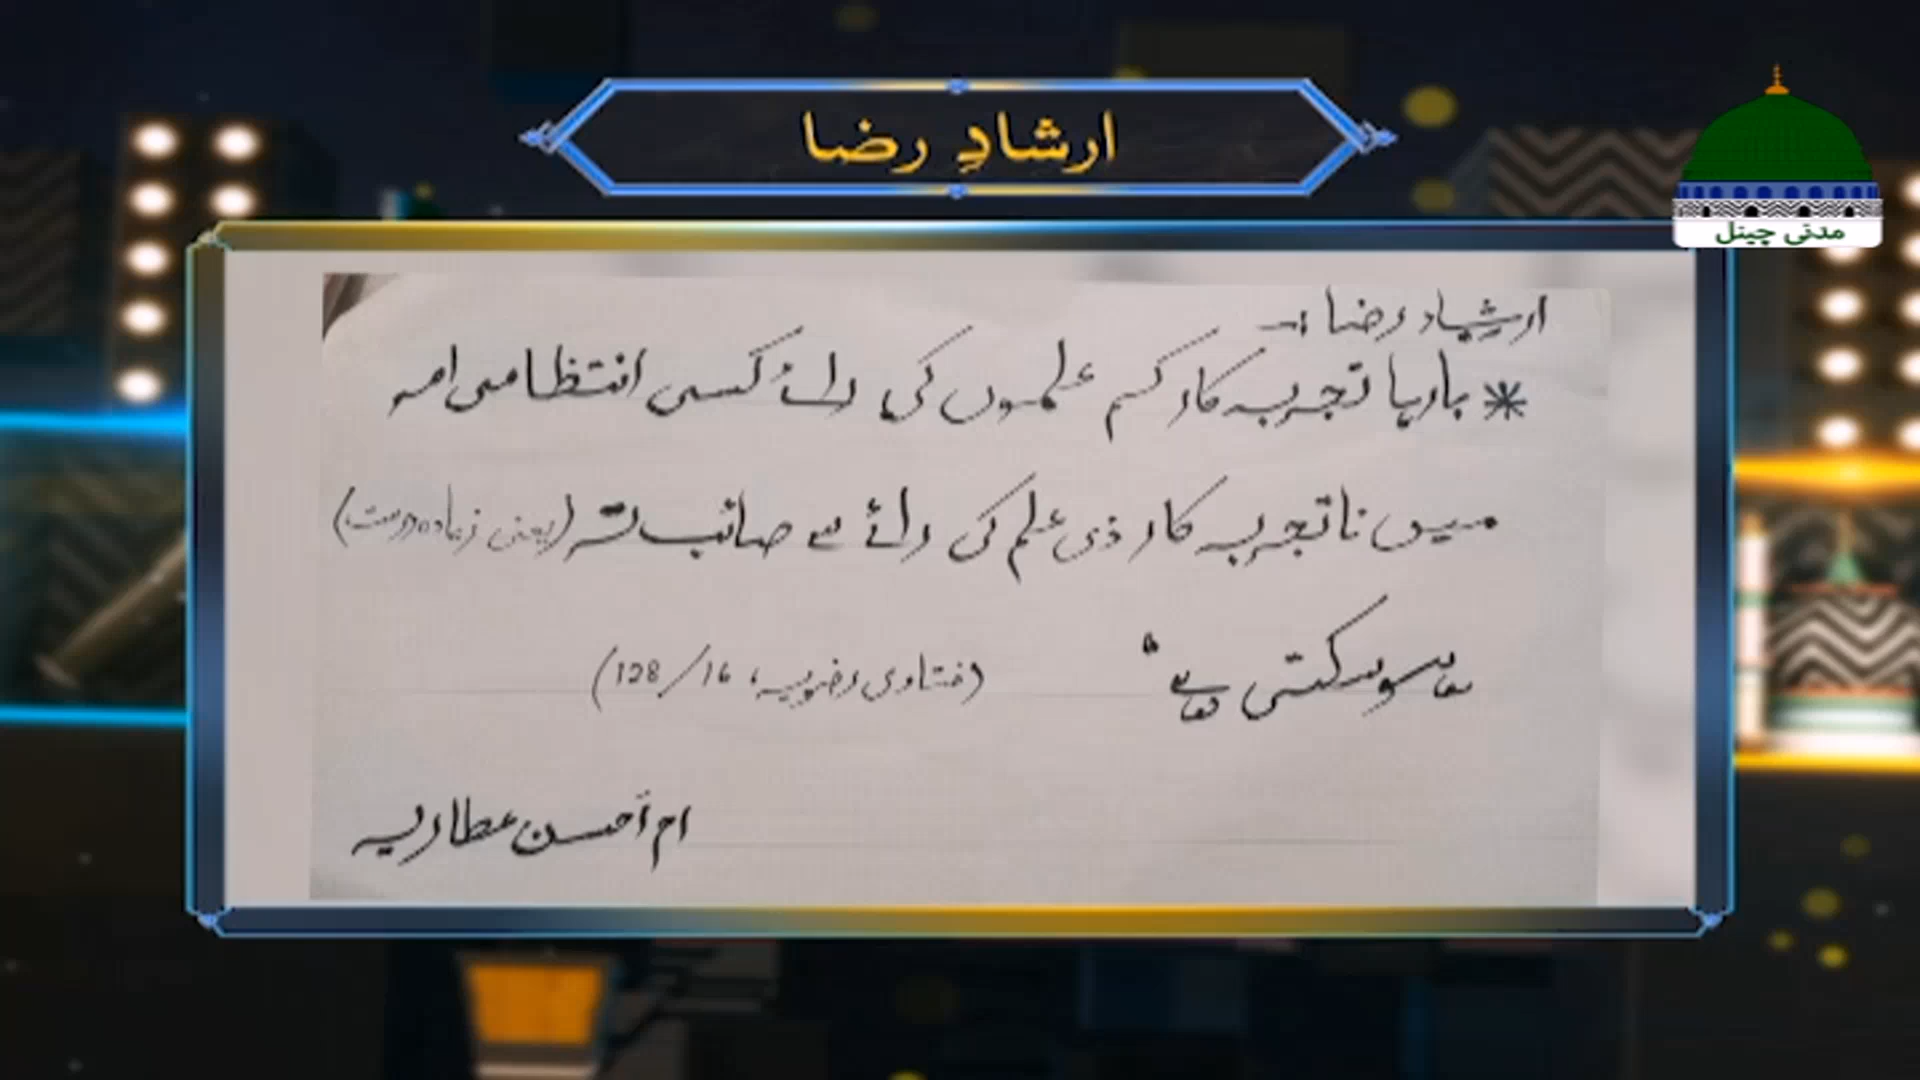 ارشادِ رضا
مدنی چینل
ارشاد رضا :۔
* بارہا تجربہ کار کم علموں کی رائے کسی انتظامی امر
میں ناتجربہ کار ذی علم کی رائے سے صائب تر (یعنی زیادہ درست)
ہوسکتی ہے"
(فتاوی رضویہ، 16/128)
ام احسن عطاریہ